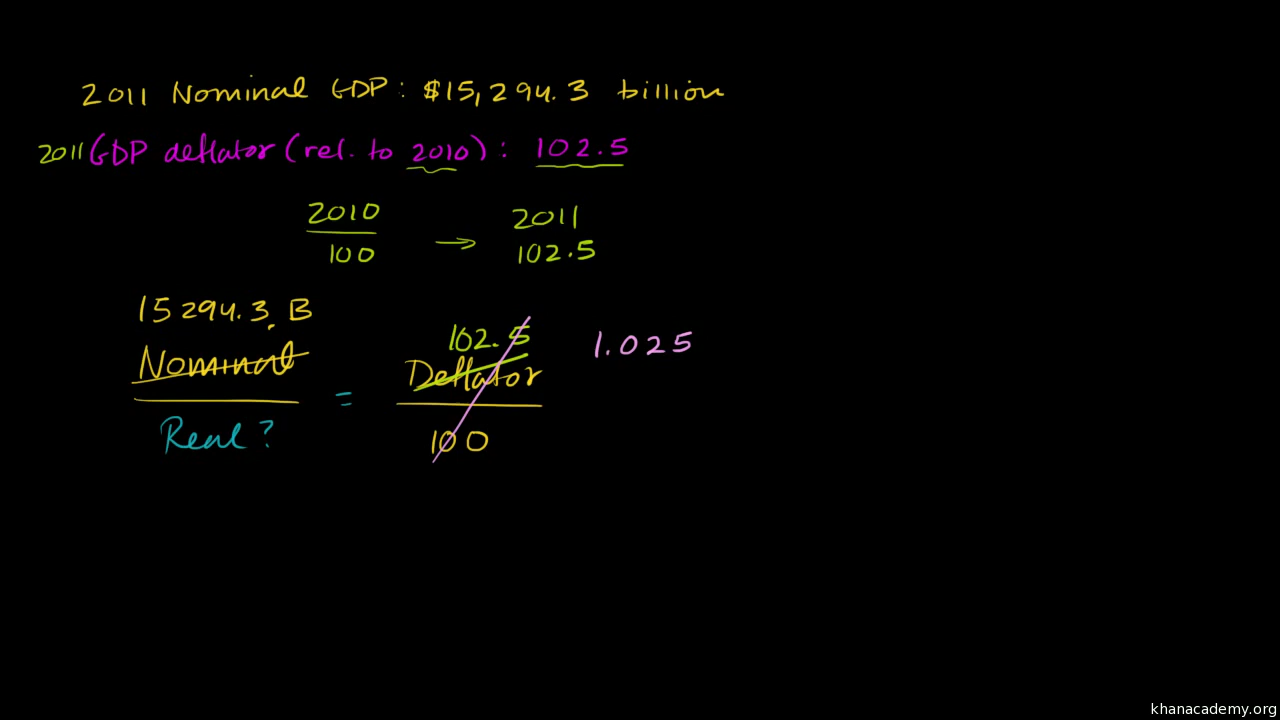 2011 Nominal GDP: $15,294.3 billion
2011 GDP deflator (rel. to 2010): 102.5
2010 2011
100 → 102.5
15294.3 B
102.5 1.025
Nominal Deflator
=
Real? 100
khanacademy.org